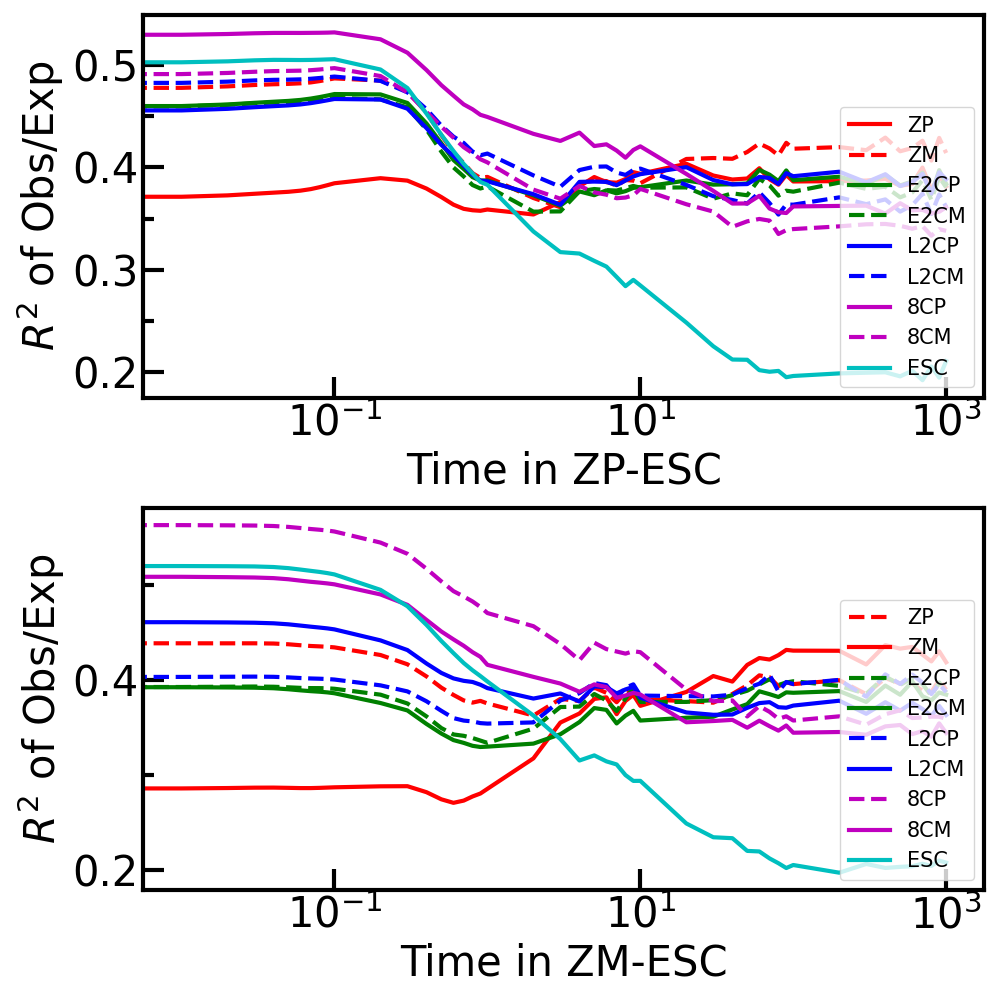 0.5
0.4
0.3
0.2
R² of Obs/Exp
ZP
ZM
E2CP
E2CM
L2CP
L2CM
8CP
8CM
ESC
10⁻¹
10¹
10³
Time in ZP-ESC
0.4
0.2
R² of Obs/Exp
ZP
ZM
E2CP
E2CM
L2CP
L2CM
8CP
8CM
ESC
10⁻¹
10¹
10³
Time in ZM-ESC